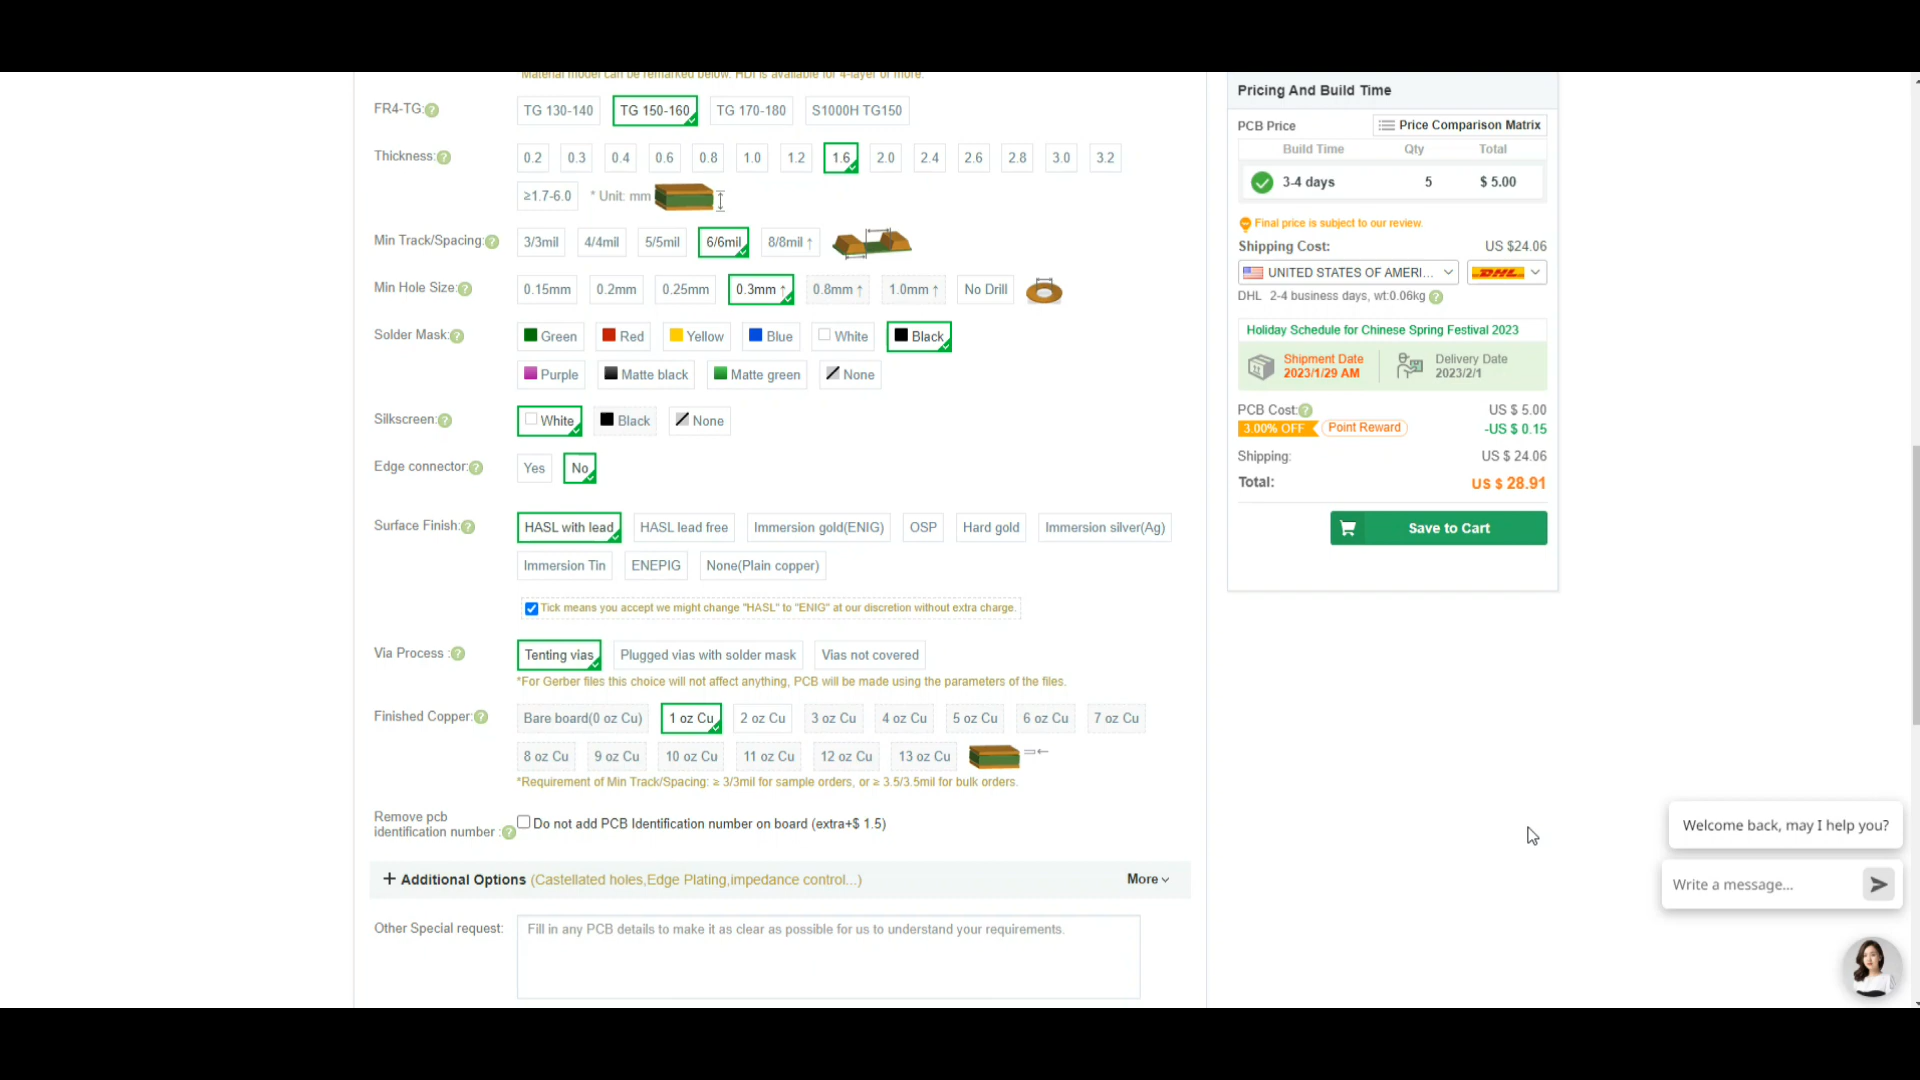 Material model can be remarked below. HDI is available for 4-layer or more.
FR4-TG: TG 130-140 TG 150-160 TG 170-180 S1000H TG150
Thickness: 0.2 0.3 0.4 0.6 0.8 1.0 1.2 1.6 2.0 2.4 2.6 2.8 3.0 3.2
≥1.7-6.0 * Unit: mm
Min Track/Spacing: 3/3mil 4/4mil 5/5mil 6/6mil 8/8mil ↑
Min Hole Size: 0.15mm 0.2mm 0.25mm 0.3mm ↑ 0.8mm ↑ 1.0mm ↑ No Drill
Solder Mask: Green Red Yellow Blue White Black
Purple Matte black Matte green None
Silkscreen: White Black None
Edge connector: Yes No
Surface Finish: HASL with lead HASL lead free Immersion gold(ENIG) OSP Hard gold Immersion silver(Ag)
Immersion Tin ENEPIG None(Plain copper)
Tick means you accept we might change "HASL" to "ENIG" at our discretion without extra charge.
Via Process : Tenting vias Plugged vias with solder mask Vias not covered
*For Gerber files this choice will not affect anything, PCB will be made using the parameters of the files.
Finished Copper: Bare board(0 oz Cu) 1 oz Cu 2 oz Cu 3 oz Cu 4 oz Cu 5 oz Cu 6 oz Cu 7 oz Cu
8 oz Cu 9 oz Cu 10 oz Cu 11 oz Cu 12 oz Cu 13 oz Cu
*Requirement of Min Track/Spacing: ≥ 3/3mil for sample orders, or ≥ 3.5/3.5mil for bulk orders.
Remove pcb
identification number : Do not add PCB Identification number on board (extra+$ 1.5)
+ Additional Options (Castellated holes,Edge Plating,impedance control...) More
Other Special request: Fill in any PCB details to make it as clear as possible for us to understand your requirements.
Pricing And Build Time
PCB Price Price Comparison Matrix
Build Time Qty Total
3-4 days 5 $ 5.00
Final price is subject to our review.
Shipping Cost: US $24.06
UNITED STATES OF AMERI... DHL
DHL 2-4 business days, wt:0.06kg
Holiday Schedule for Chinese Spring Festival 2023
Shipment Date Delivery Date
2023/1/29 AM 2023/2/1
PCB Cost: US $ 5.00
3.00% OFF Point Reward -US $ 0.15
Shipping: US $ 24.06
Total: US $ 28.91
Save to Cart
Welcome back, may I help you?
Write a message...